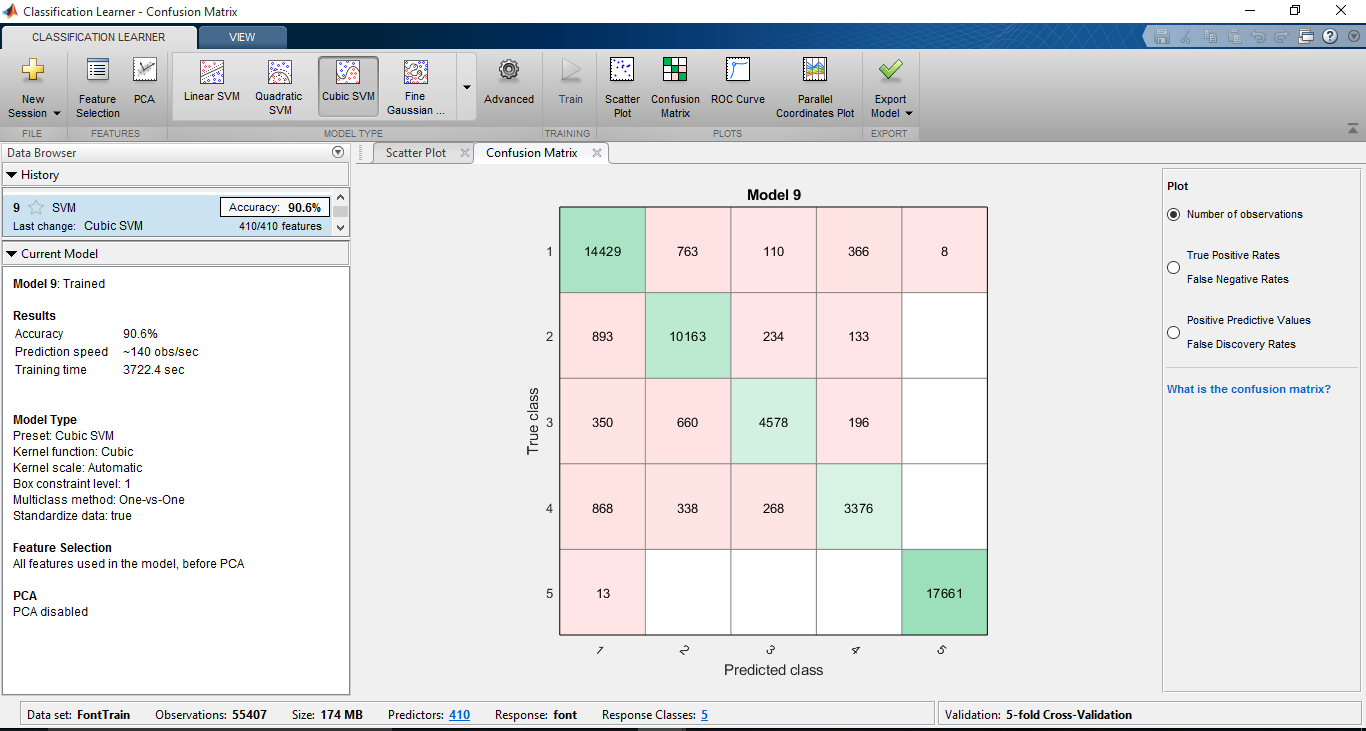 Classification Learner - Confusion Matrix
CLASSIFICATION LEARNER VIEW
New Session
Feature Selection
PCA
Linear SVM
Quadratic SVM
Cubic SVM
Fine Gaussian ...
Advanced
Train
Scatter Plot
Confusion Matrix
ROC Curve
Parallel Coordinates Plot
Export Model
FILE FEATURES MODEL TYPE TRAINING PLOTS EXPORT
Data Browser
History
9 SVM Accuracy: 90.6%
Last change: Cubic SVM 410/410 features
Current Model
Model 9: Trained
Results
Accuracy 90.6%
Prediction speed ~140 obs/sec
Training time 3722.4 sec
Model Type
Preset: Cubic SVM
Kernel function: Cubic
Kernel scale: Automatic
Box constraint level: 1
Multiclass method: One-vs-One
Standardize data: true
Feature Selection
All features used in the model, before PCA
PCA
PCA disabled
Scatter Plot Confusion Matrix
Model 9
True class
1 14429 763 110 366 8
2 893 10163 234 133
3 350 660 4578 196
4 868 338 268 3376
5 13 17661
1 2 3 4 5
Predicted class
Plot
Number of observations
True Positive Rates
False Negative Rates
Positive Predictive Values
False Discovery Rates
What is the confusion matrix?
Data set: FontTrain Observations: 55407 Size: 174 MB Predictors: 410 Response: font Response Classes: 5 Validation: 5-fold Cross-Validation